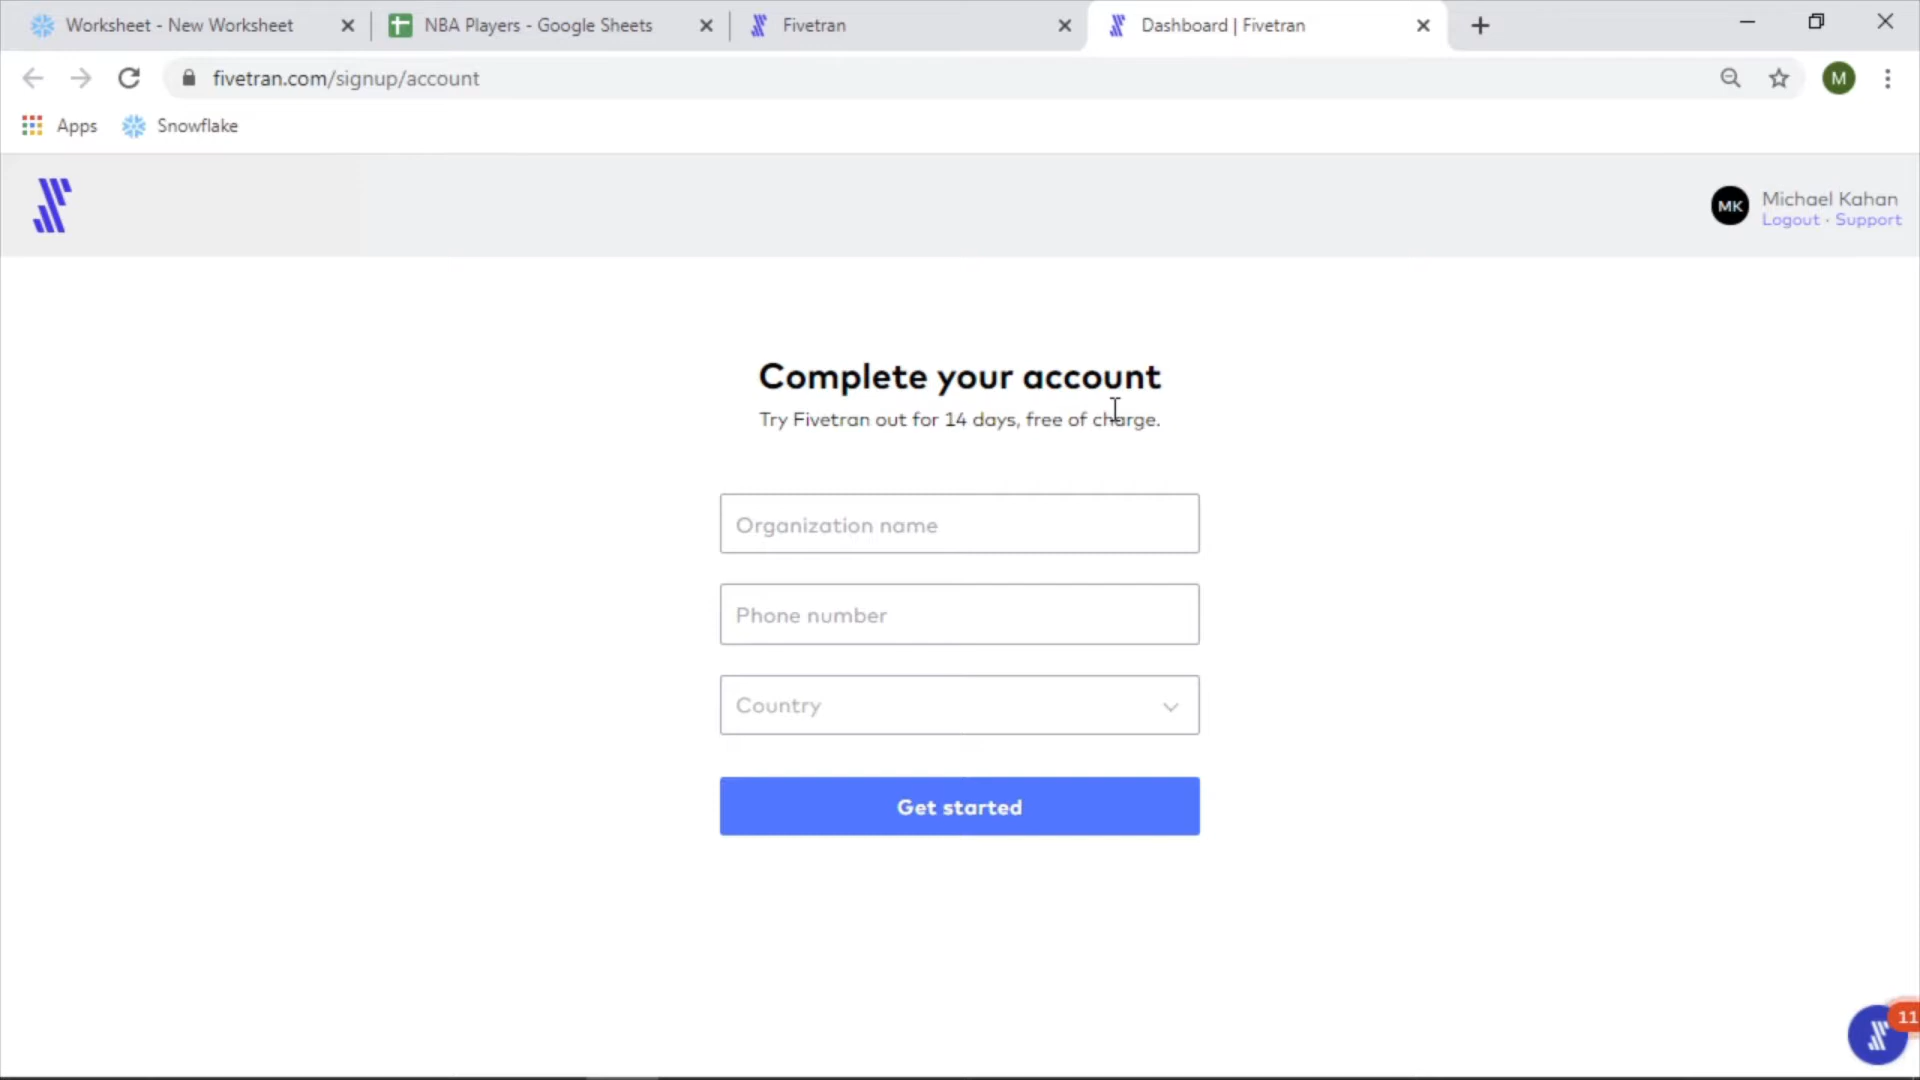 Worksheet - New Worksheet
NBA Players - Google Sheets
Fivetran
Dashboard | Fivetran
fivetran.com/signup/account
M
Apps
Snowflake
MK
Michael Kahan
Logout · Support
Complete your account
Try Fivetran out for 14 days, free of charge.
Organization name
Phone number
Country
Get started
11